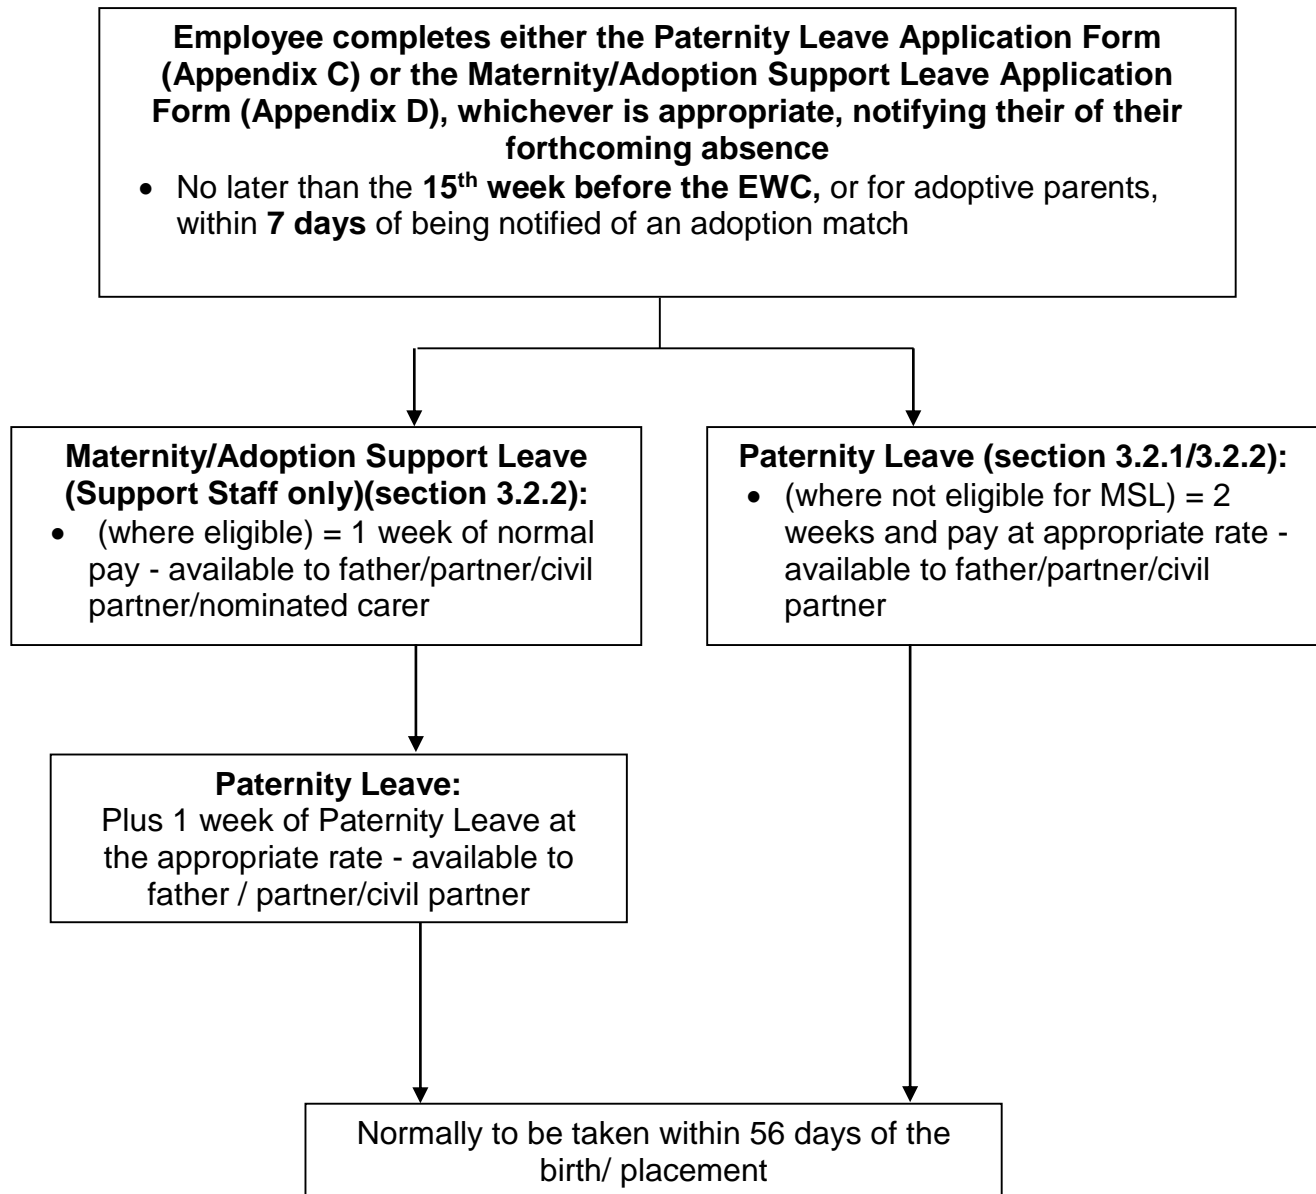 Employee completes either the Paternity Leave Application Form
(Appendix C) or the Maternity/Adoption Support Leave Application
Form (Appendix D), whichever is appropriate, notifying their of their
forthcoming absence
• No later than the 15th week before the EWC, or for adoptive parents,
within 7 days of being notified of an adoption match
Maternity/Adoption Support Leave
(Support Staff only)(section 3.2.2):
• (where eligible) = 1 week of normal
pay - available to father/partner/civil
partner/nominated carer
Paternity Leave (section 3.2.1/3.2.2):
• (where not eligible for MSL) = 2
weeks and pay at appropriate rate -
available to father/partner/civil
partner
Paternity Leave:
Plus 1 week of Paternity Leave at
the appropriate rate - available to
father / partner/civil partner
Normally to be taken within 56 days of the
birth/ placement